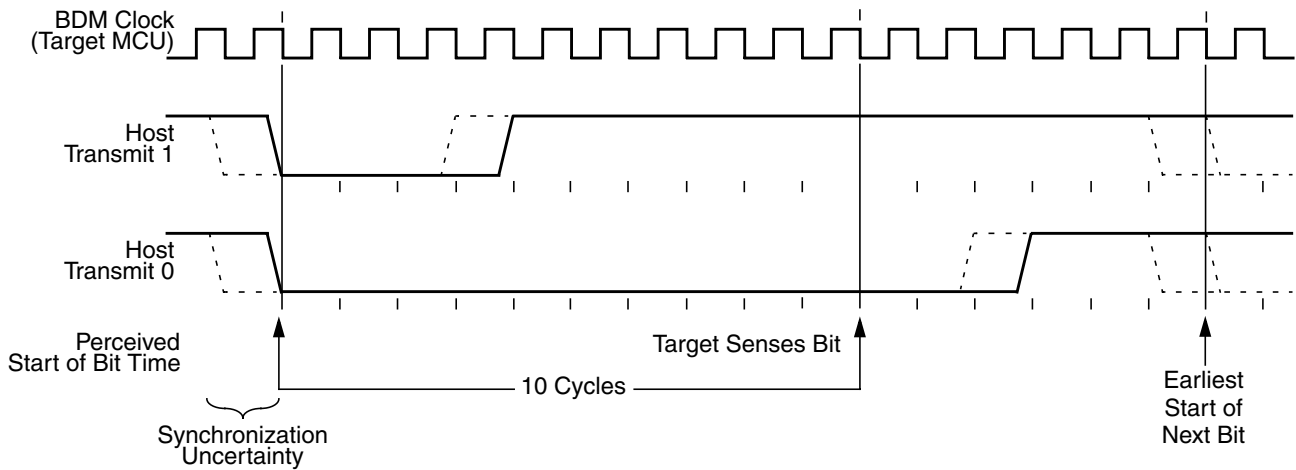 BDM Clock
(Target MCU)
Host
Transmit 1
Host
Transmit 0
Perceived
Start of Bit Time
Target Senses Bit
10 Cycles
Earliest
Start of
Next Bit
Synchronization
Uncertainty